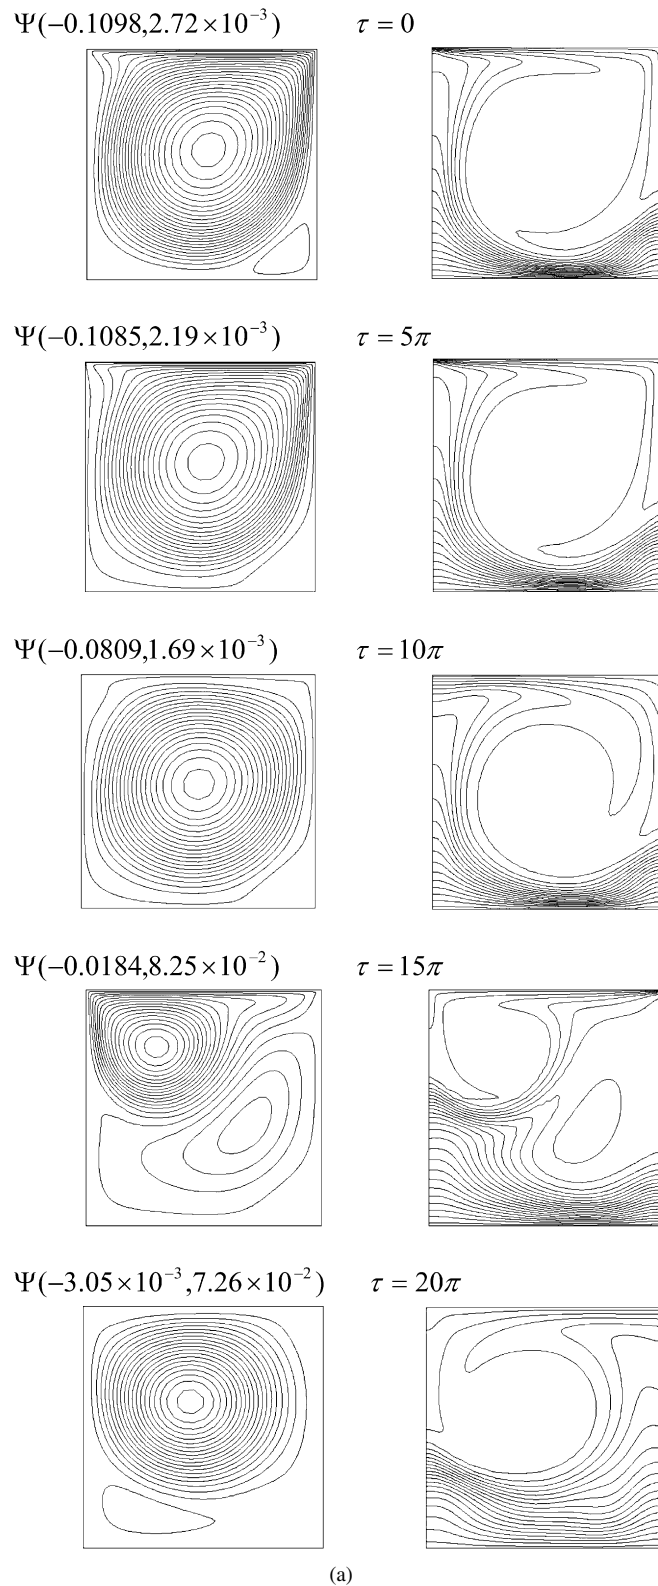 Ψ(−0.1098,2.72×10⁻³) τ = 0
Ψ(−0.1085,2.19×10⁻³) τ = 5π
Ψ(−0.0809,1.69×10⁻³) τ = 10π
Ψ(−0.0184,8.25×10⁻²) τ = 15π
Ψ(−3.05×10⁻³,7.26×10⁻²) τ = 20π
(a)